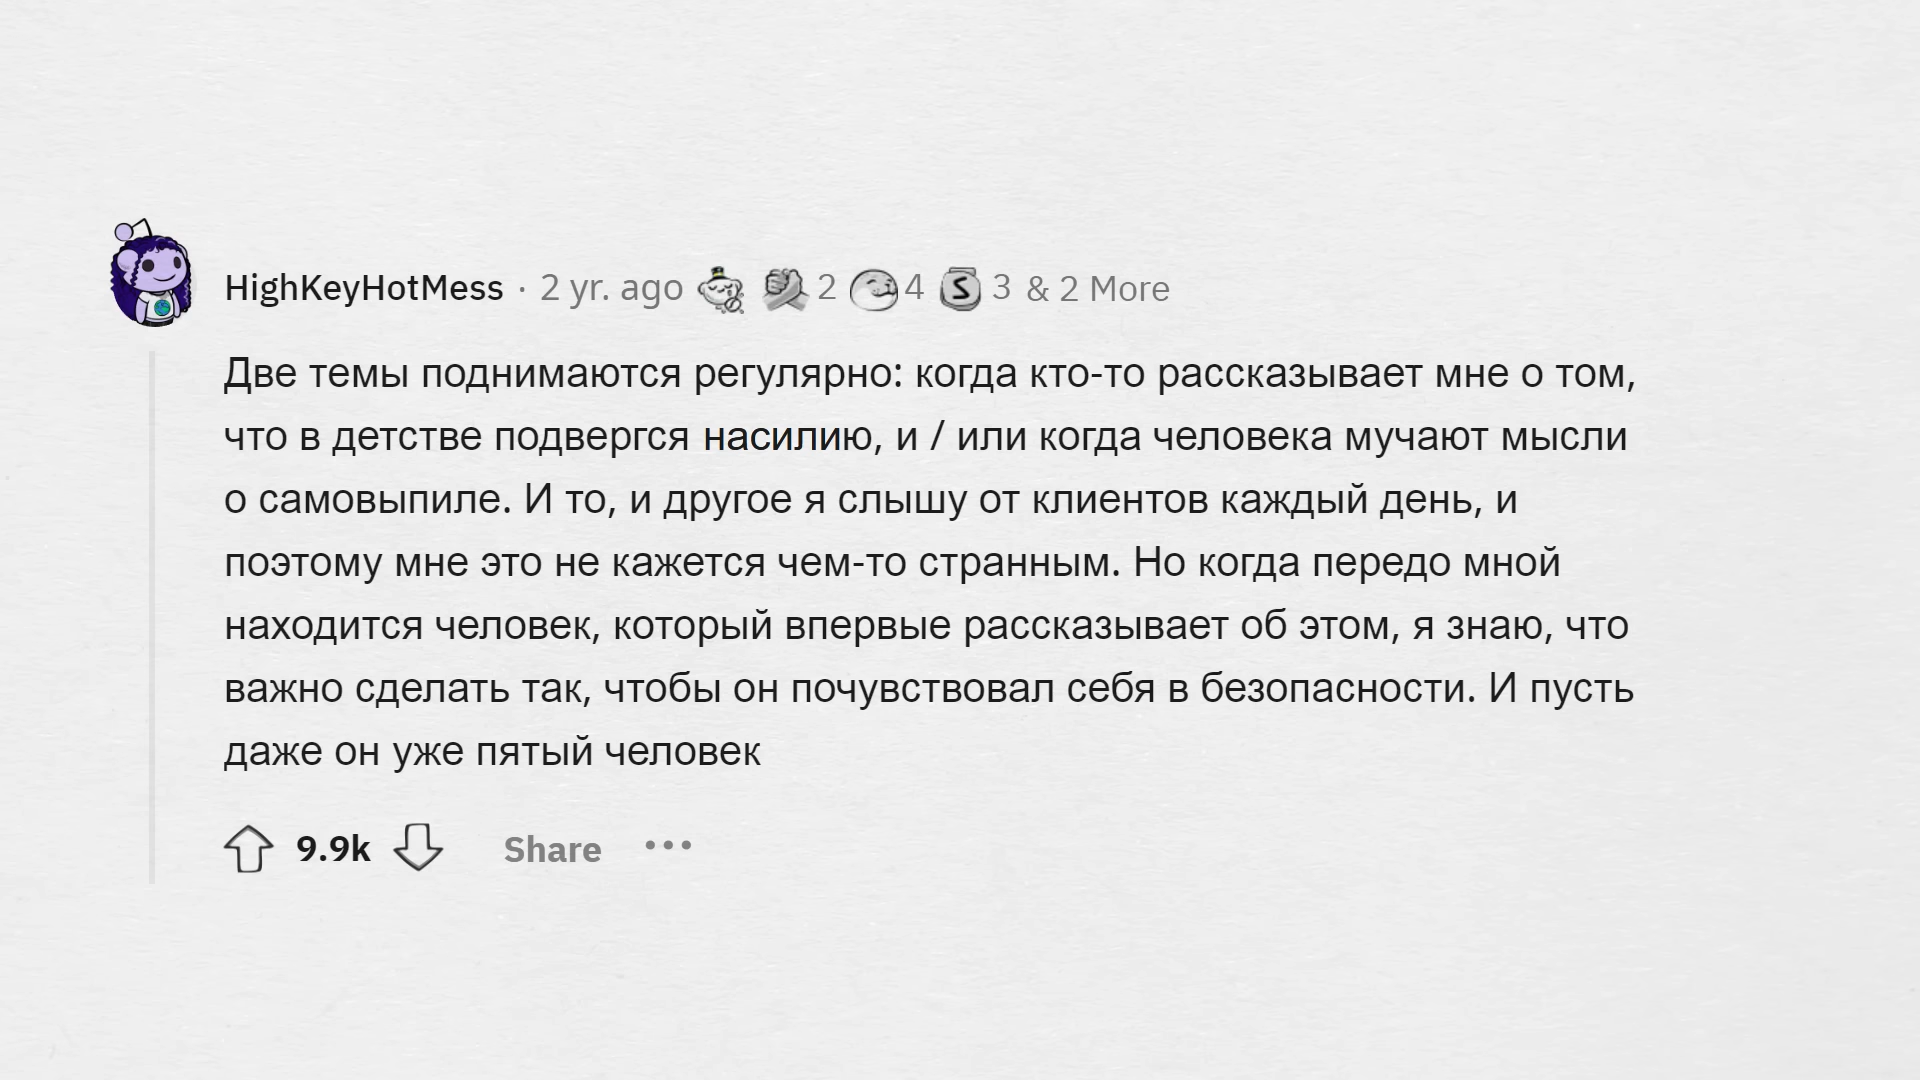 HighKeyHotMess · 2 yr. ago 2 4 S 3 & 2 More
Две темы поднимаются регулярно: когда кто-то рассказывает мне о том,
что в детстве подвергся насилию, и / или когда человека мучают мысли
о самовыпиле. И то, и другое я слышу от клиентов каждый день, и
поэтому мне это не кажется чем-то странным. Но когда передо мной
находится человек, который впервые рассказывает об этом, я знаю, что
важно сделать так, чтобы он почувствовал себя в безопасности. И пусть
даже он уже пятый человек
9.9k Share